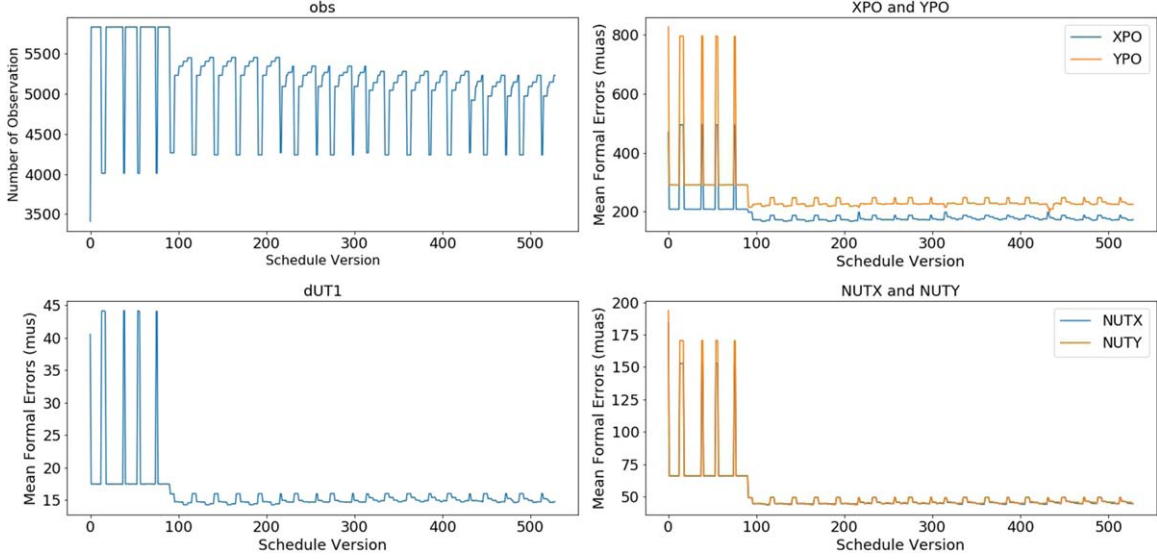 obs
Number of Observation
5500
5000
4500
4000
3500
0 100 200 300 400 500
Schedule Version
XPO and YPO
Mean Formal Errors (muas)
800
600
400
200
XPO
YPO
0 100 200 300 400 500
Schedule Version
dUT1
Mean Formal Errors (mus)
45
40
35
30
25
20
15
0 100 200 300 400 500
Schedule Version
NUTX and NUTY
Mean Formal Errors (muas)
200
175
150
125
100
75
50
NUTX
NUTY
0 100 200 300 400 500
Schedule Version